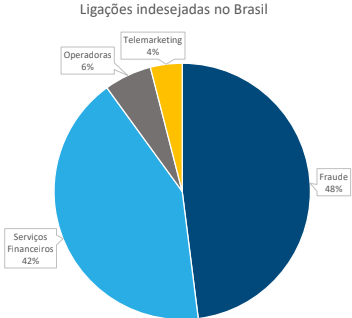 Ligações indesejadas no Brasil
Telemarketing
4%
Operadoras
6%
Fraude
48%
Serviços
Financeiros
42%